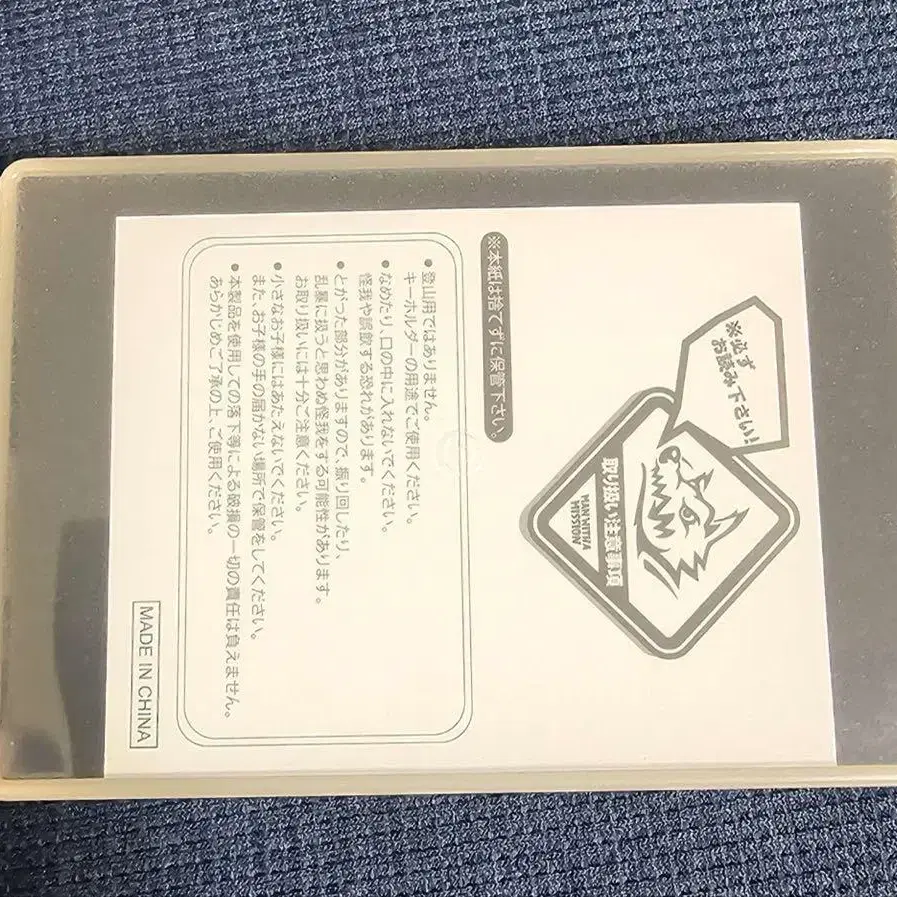 ※必ず
お読み下さい!
取り扱い注意事項
MAN WITH A
MISSION
※本紙は捨てずに保管下さい。
●登山用ではありません。
キーホルダーの用途でご使用ください。
●なめたり、口の中に入れないでください。
怪我や誤飲する恐れがあります。
●とがった部分がありますので、振り回したり、
乱暴に扱うと思わぬ怪我をする可能性があります。
お取り扱いには十分ご注意ください。
●小さなお子様にはあたえないでください。
また、お子様の手の届かない場所で保管をしてください。
●本製品を使用しての落下等による破損の一切の責任は負えません。
あらかじめご了承の上、ご使用ください。
MADE IN CHINA